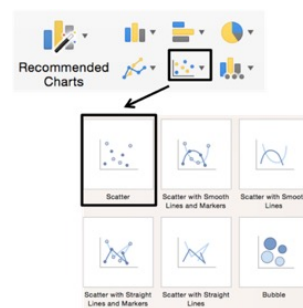 Recommended
Charts
Scatter
Scatter with Smooth
Lines and Markers
Scatter with Smoot
Lines
Scatter with Straight
Lines and Markers
Scatter with Straight
Lines
Bubble